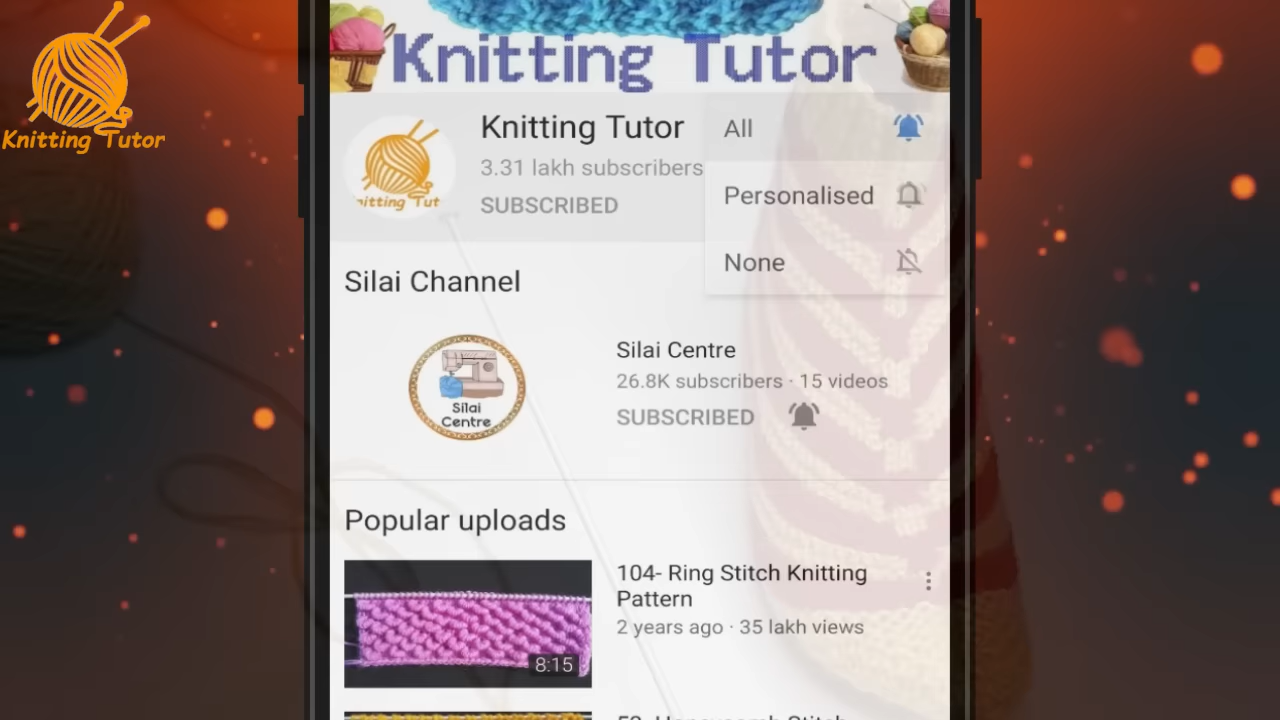 Knitting Tutor
Knitting Tutor
Knitting Tutor
3.31 lakh subscribers
SUBSCRIBED
All
Personalised
None
nitting Tut
Silai Channel
Silai Centre
26.8K subscribers · 15 videos
SUBSCRIBED
Silai
Centre
Popular uploads
104- Ring Stitch Knitting
Pattern
2 years ago · 35 lakh views
8:15